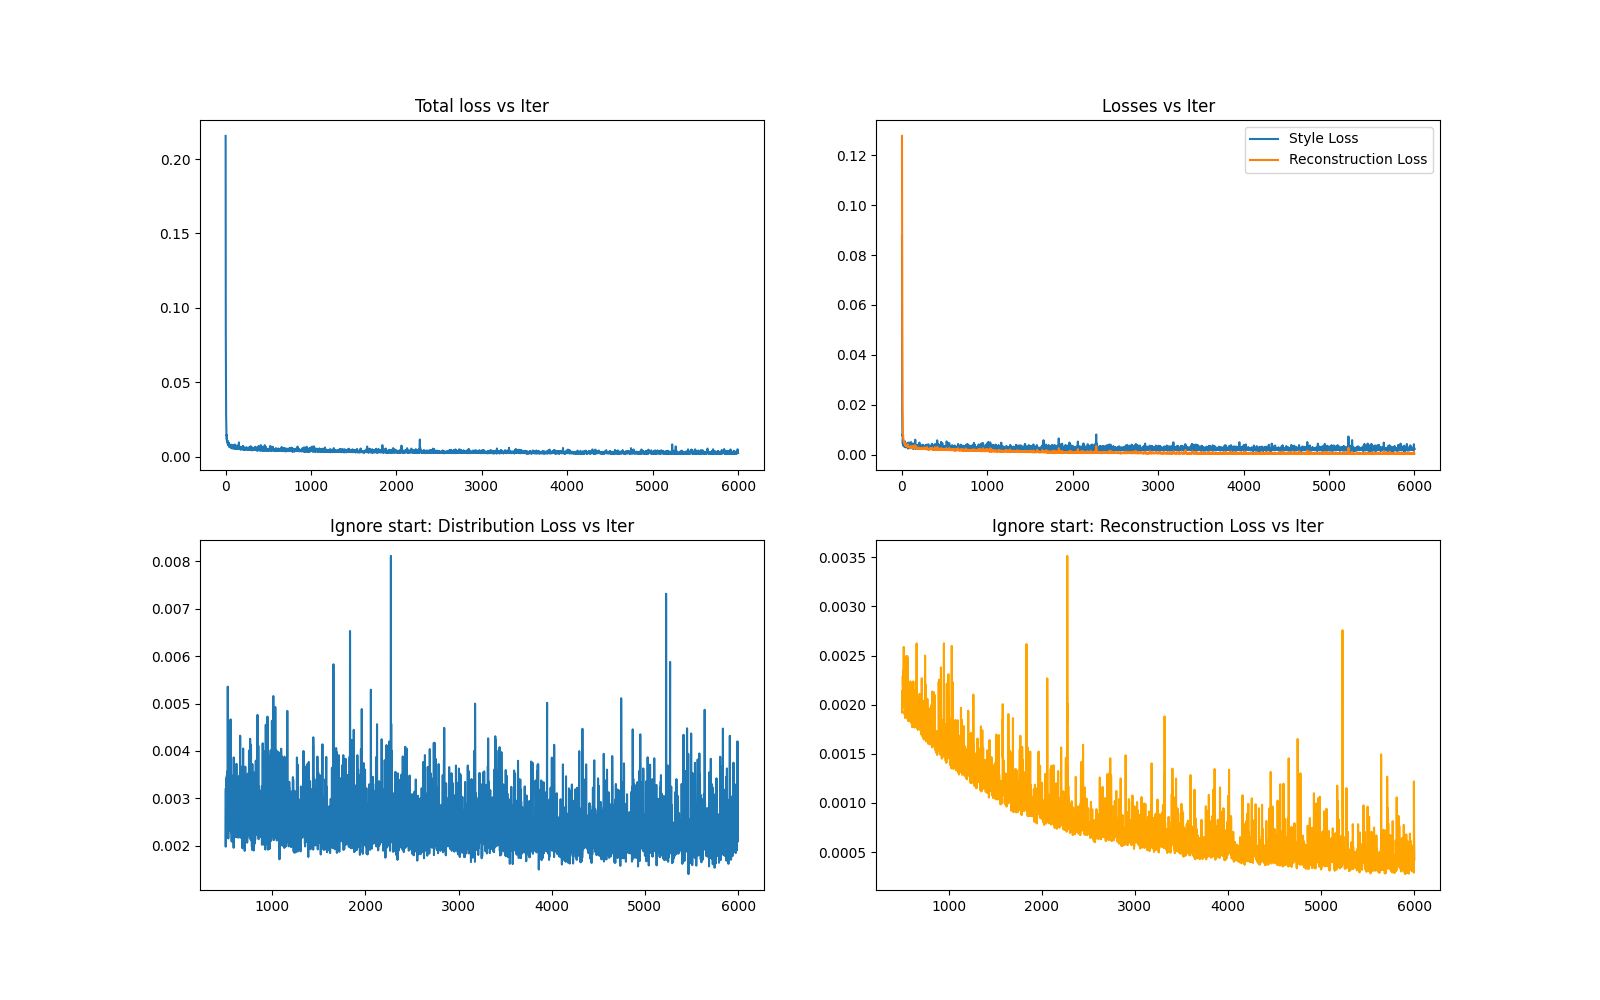 Total loss vs Iter
0.20
0.15
0.10
0.05
0.00
0 1000 2000 3000 4000 5000 6000
Losses vs Iter
Style Loss
Reconstruction Loss
0.12
0.10
0.08
0.06
0.04
0.02
0.00
0 1000 2000 3000 4000 5000 6000
Ignore start: Distribution Loss vs Iter
0.008
0.007
0.006
0.005
0.004
0.003
0.002
1000 2000 3000 4000 5000 6000
Ignore start: Reconstruction Loss vs Iter
0.0035
0.0030
0.0025
0.0020
0.0015
0.0010
0.0005
1000 2000 3000 4000 5000 6000